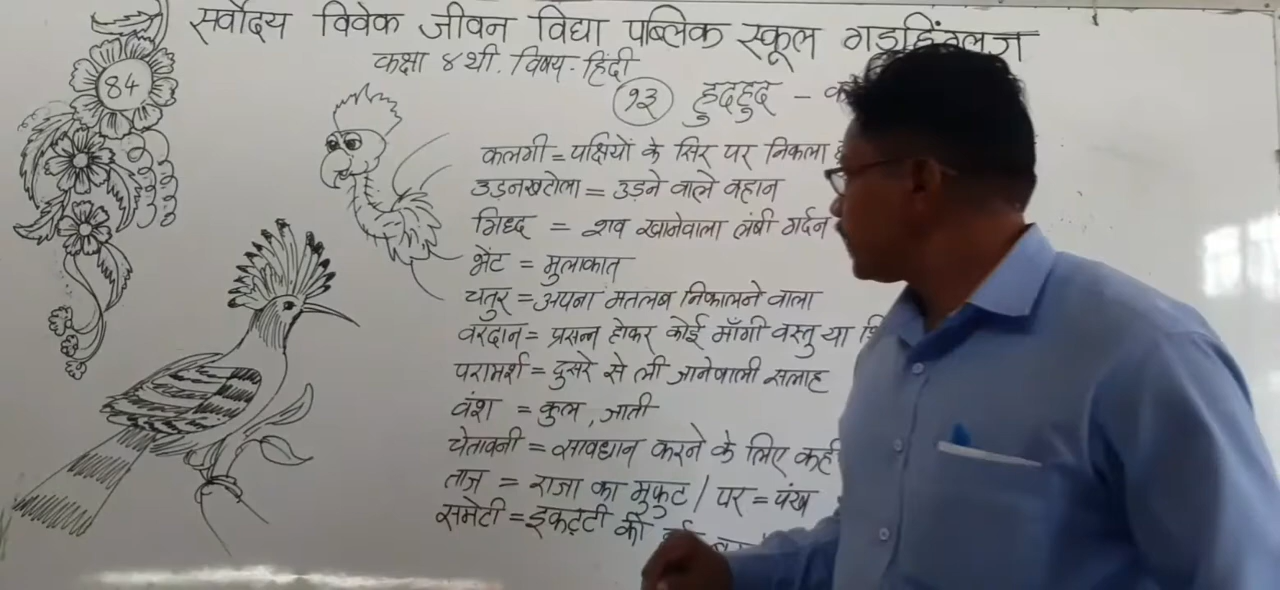 84
सर्वोदय विवेक जीवन विद्या पब्लिक स्कूल गडहिंग्लज
कक्षा ४थी. विषय - हिंदी
१३ हुदहुद -
कलगी = पक्षियों के सिर पर निकला
उड़नखटोला = उड़ने वाले वहान
गिध्द = शव खानेवाला लंबी गर्दन
भेंट = मुलाकात
चतुर = अपना मतलब निकालने वाला
वरदान = प्रसन्न होकर कोई माँगी वस्तु या
परामर्श = दुसरे से ली जानेवाली सलाह
वंश = कुल, जाती
चेतावनी = सावधान करने के लिए कही
ताज = राजा का मुकुट / पर = पंख
समेटी = इकट्टी की